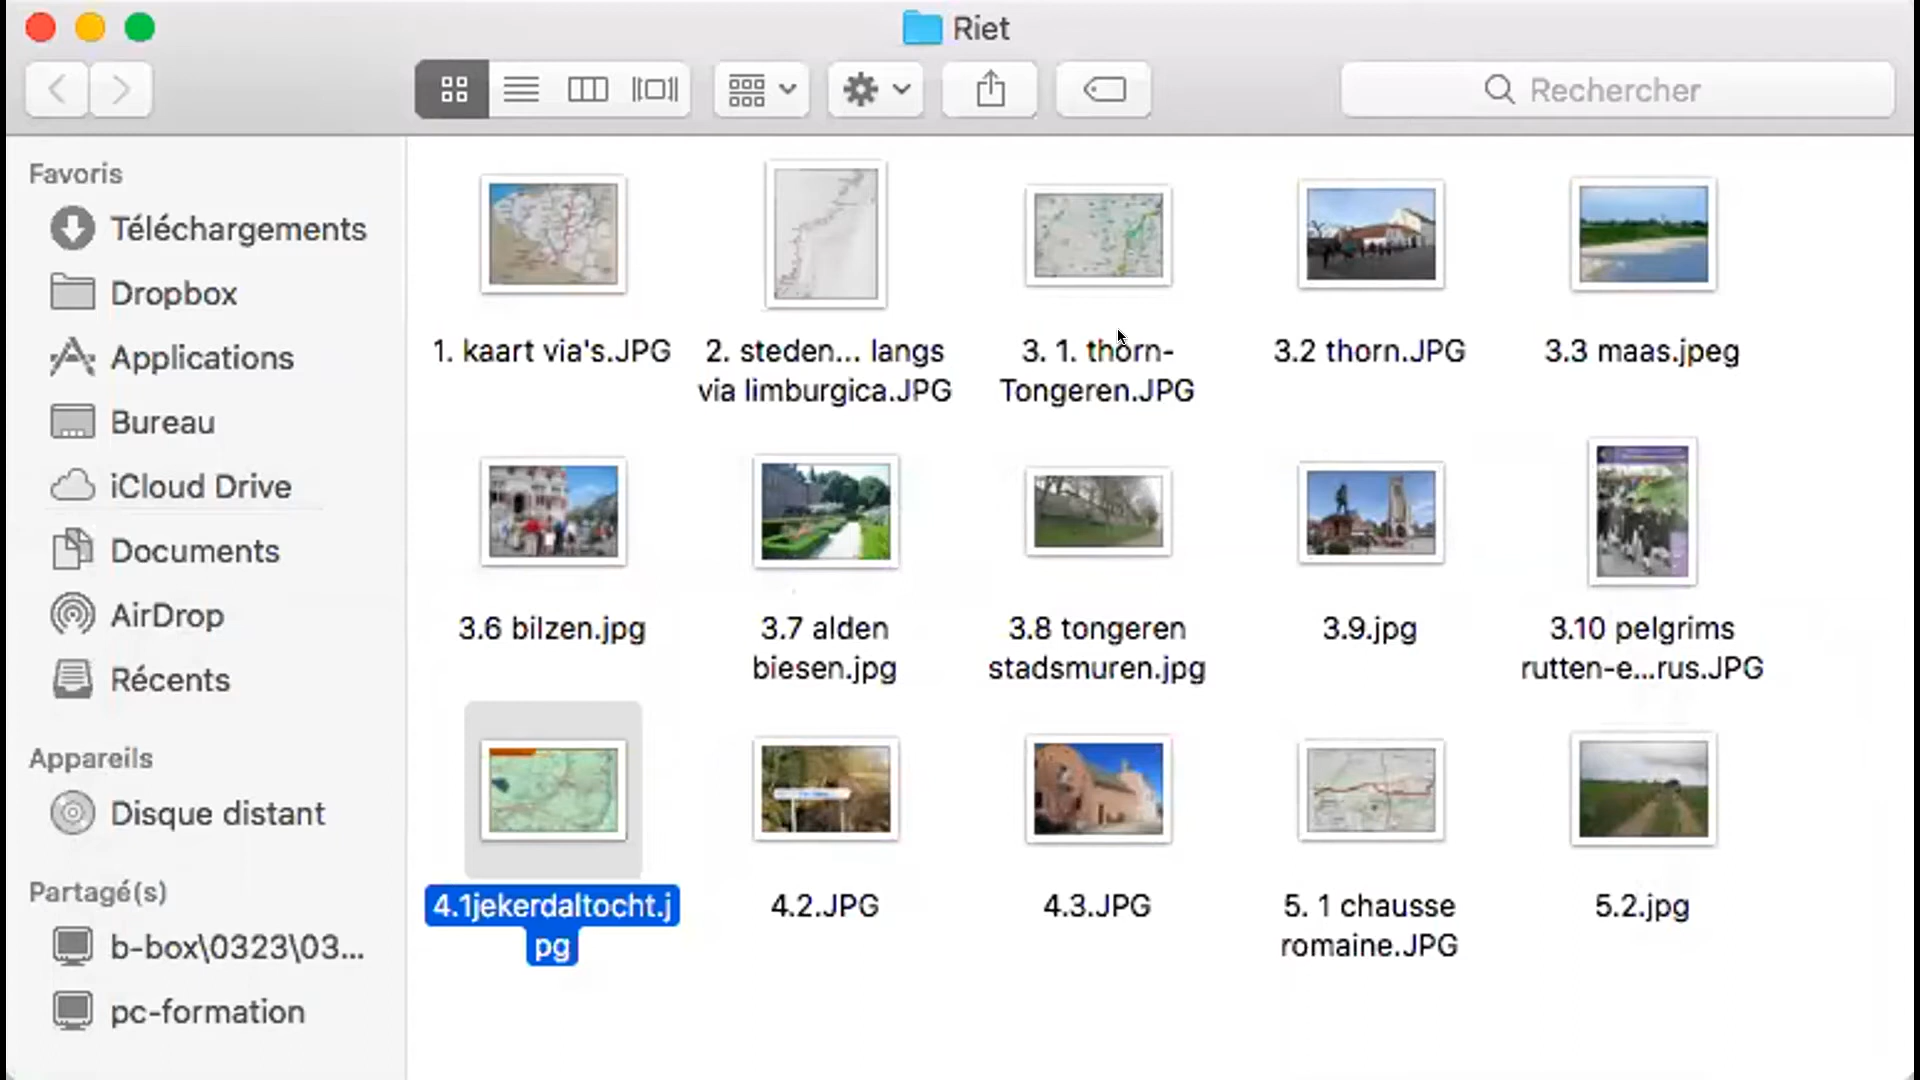 Riet
Rechercher
Favoris
Téléchargements
Dropbox
Applications
Bureau
iCloud Drive
Documents
AirDrop
Récents
Appareils
Disque distant
Partagé(s)
b-box\0323\03...
pc-formation
1. kaart via's.JPG
2. steden... langs
via limburgica.JPG
3. 1. thorn-
Tongeren.JPG
3.2 thorn.JPG
3.3 maas.jpeg
3.6 bilzen.jpg
3.7 alden
biesen.jpg
3.8 tongeren
stadsmuren.jpg
3.9.jpg
3.10 pelgrims
rutten-e...rus.JPG
4.1jekerdaltocht.j
pg
4.2.JPG
4.3.JPG
5. 1 chausse
romaine.JPG
5.2.jpg